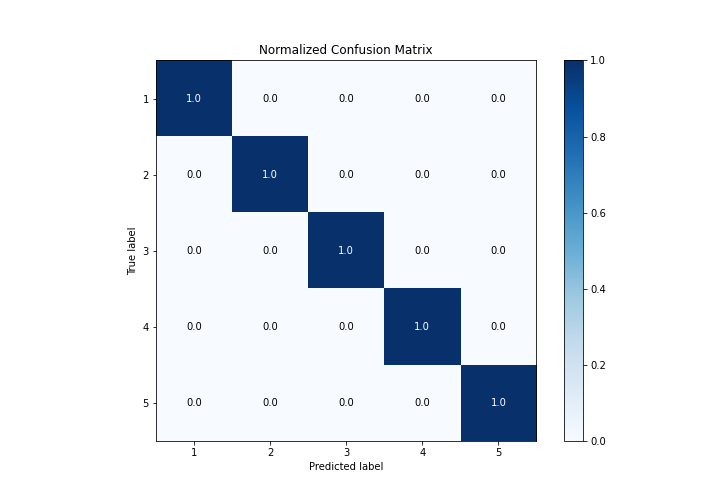 Normalized Confusion Matrix
1 1.0 0.0 0.0 0.0 0.0
2 0.0 1.0 0.0 0.0 0.0
3 0.0 0.0 1.0 0.0 0.0
4 0.0 0.0 0.0 1.0 0.0
5 0.0 0.0 0.0 0.0 1.0
True label
1 2 3 4 5
Predicted label
1.0
0.8
0.6
0.4
0.2
0.0